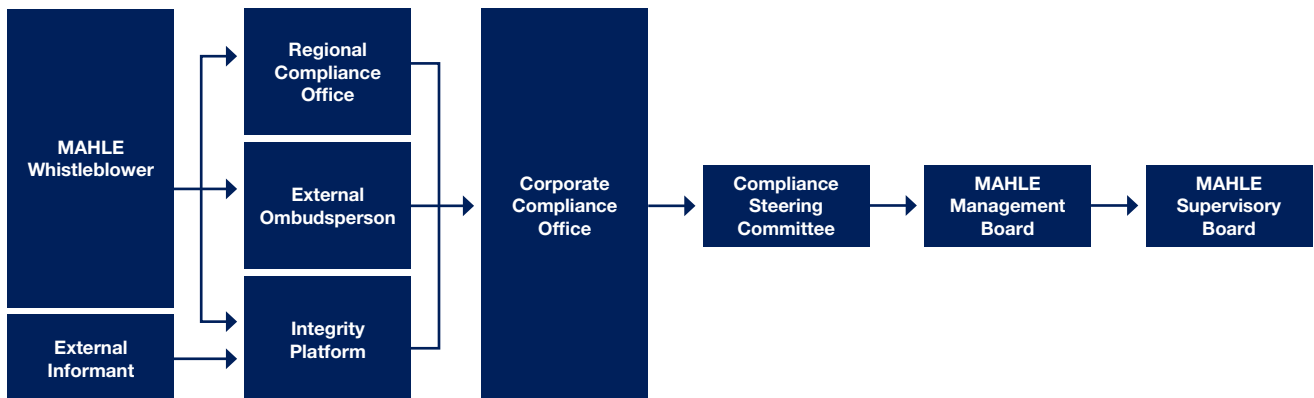 MAHLE
Whistleblower
External
Informant
Regional
Compliance
Office
External
Ombudsperson
Integrity
Platform
Corporate
Compliance
Office
Compliance
Steering
Committee
MAHLE
Management
Board
MAHLE
Supervisory
Board